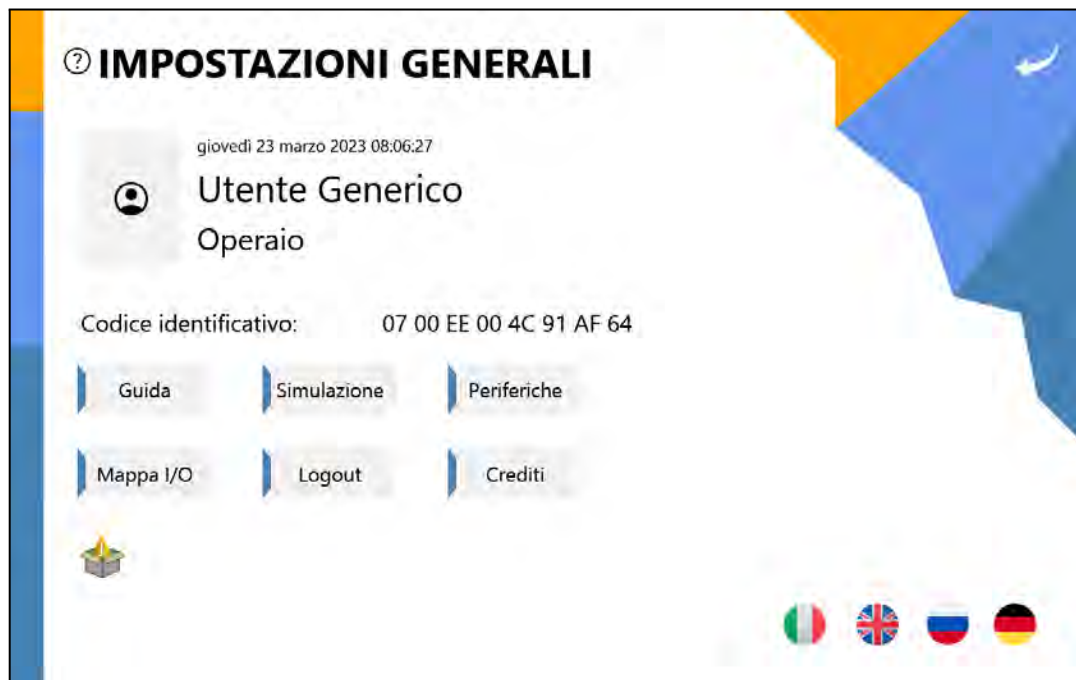 ? IMPOSTAZIONI GENERALI
giovedì 23 marzo 2023 08:06:27
Utente Generico
Operaio
Codice identificativo: 07 00 EE 00 4C 91 AF 64
Guida Simulazione Periferiche
Mappa I/O Logout Crediti